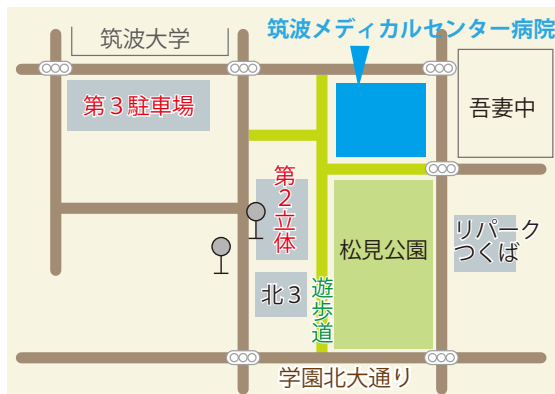 筑波大学
筑波メディカルセンター病院
第３駐車場
吾妻中
第２立体
リパーク
つくば
松見公園
北３
遊歩道
学園北大通り